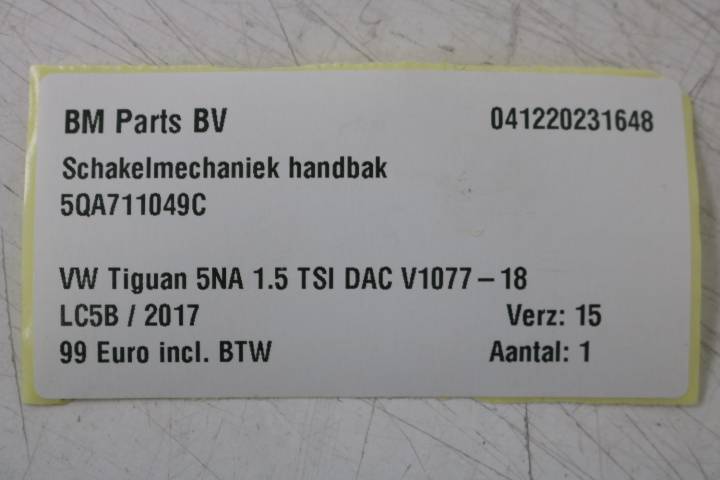 BM Parts BV 041220231648
Schakelmechaniek handbak
5QA711049C
VW Tiguan 5NA 1.5 TSI DAC V1077 – 18
LC5B / 2017 Verz: 15
99 Euro incl. BTW Aantal: 1